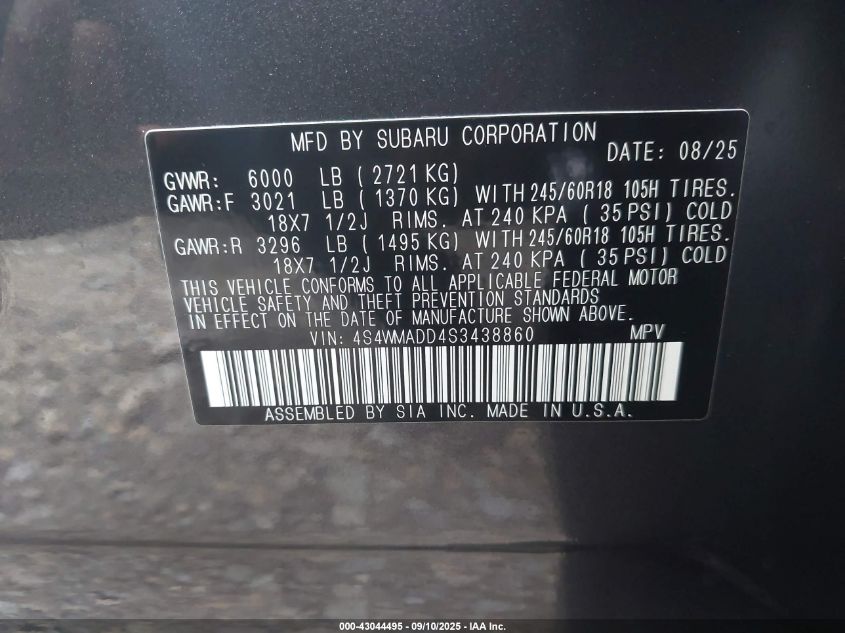 MFD BY SUBARU CORPORATION DATE: 08/25
GVWR: 6000 LB ( 2721 KG)
GAWR:F 3021 LB ( 1370 KG) WITH 245/60R18 105H TIRES.
18X7 1/2J RIMS. AT 240 KPA ( 35 PSI) COLD
GAWR:R 3296 LB ( 1495 KG) WITH 245/60R18 105H TIRES.
18X7 1/2J RIMS. AT 240 KPA ( 35 PSI) COLD
THIS VEHICLE CONFORMS TO ALL APPLICABLE FEDERAL MOTOR
VEHICLE SAFETY AND THEFT PREVENTION STANDARDS
IN EFFECT ON THE DATE OF MANUFACTURE SHOWN ABOVE.
VIN: 4S4WMADD4S3438860 MPV
ASSEMBLED BY SIA INC. MADE IN U.S.A.
000-43044495 - 09/10/2025 - IAA Inc.